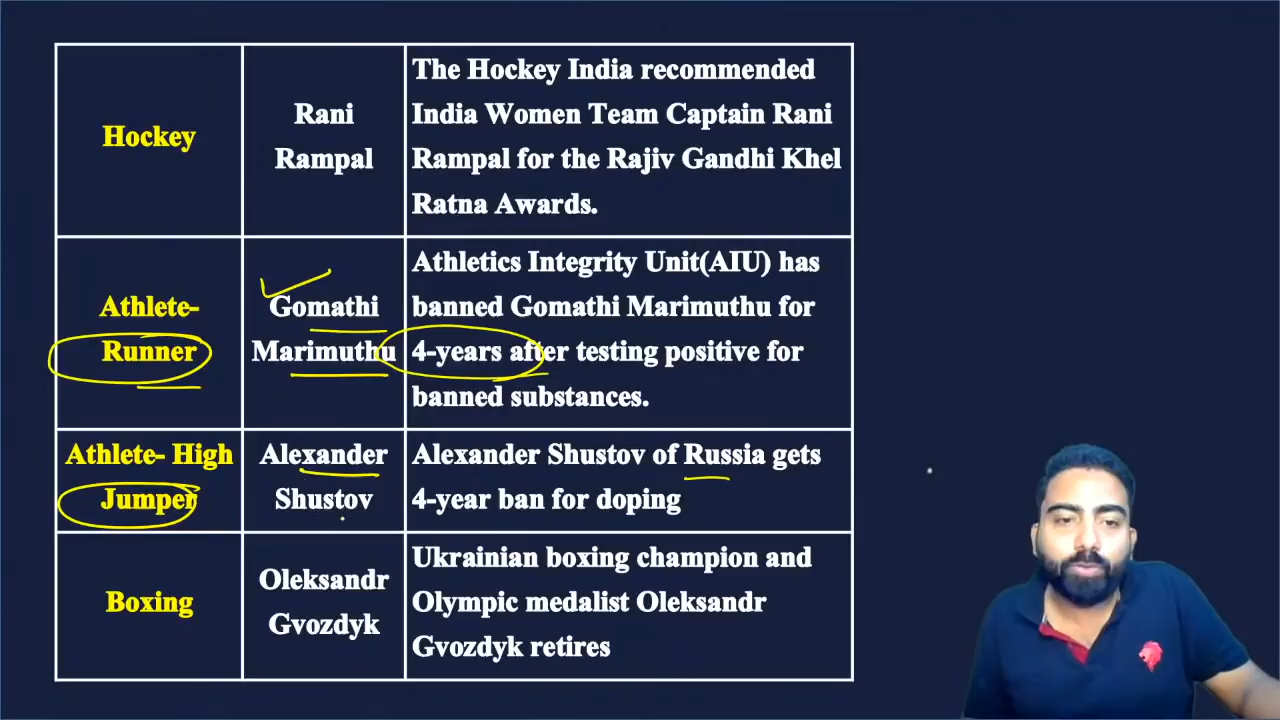 Hockey
Rani
Rampal
The Hockey India recommended
India Women Team Captain Rani
Rampal for the Rajiv Gandhi Khel
Ratna Awards.
Athlete-
Runner
Gomathi
Marimuthu
Athletics Integrity Unit(AIU) has
banned Gomathi Marimuthu for
4-years after testing positive for
banned substances.
Athlete- High
Jumper
Alexander
Shustov
Alexander Shustov of Russia gets
4-year ban for doping
Boxing
Oleksandr
Gvozdyk
Ukrainian boxing champion and
Olympic medalist Oleksandr
Gvozdyk retires